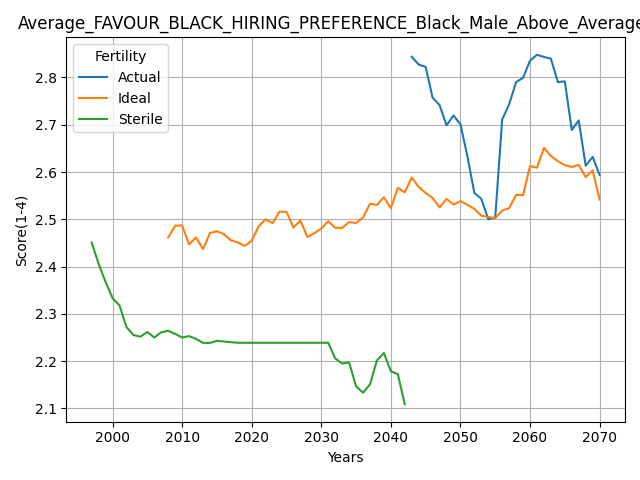 Average_FAVOUR_BLACK_HIRING_PREFERENCE_Black_Male_Above_Average
Fertility
Actual
Ideal
Sterile
2.8
2.7
2.6
2.5
2.4
2.3
2.2
2.1
Score(1-4)
2000 2010 2020 2030 2040 2050 2060 2070
Years